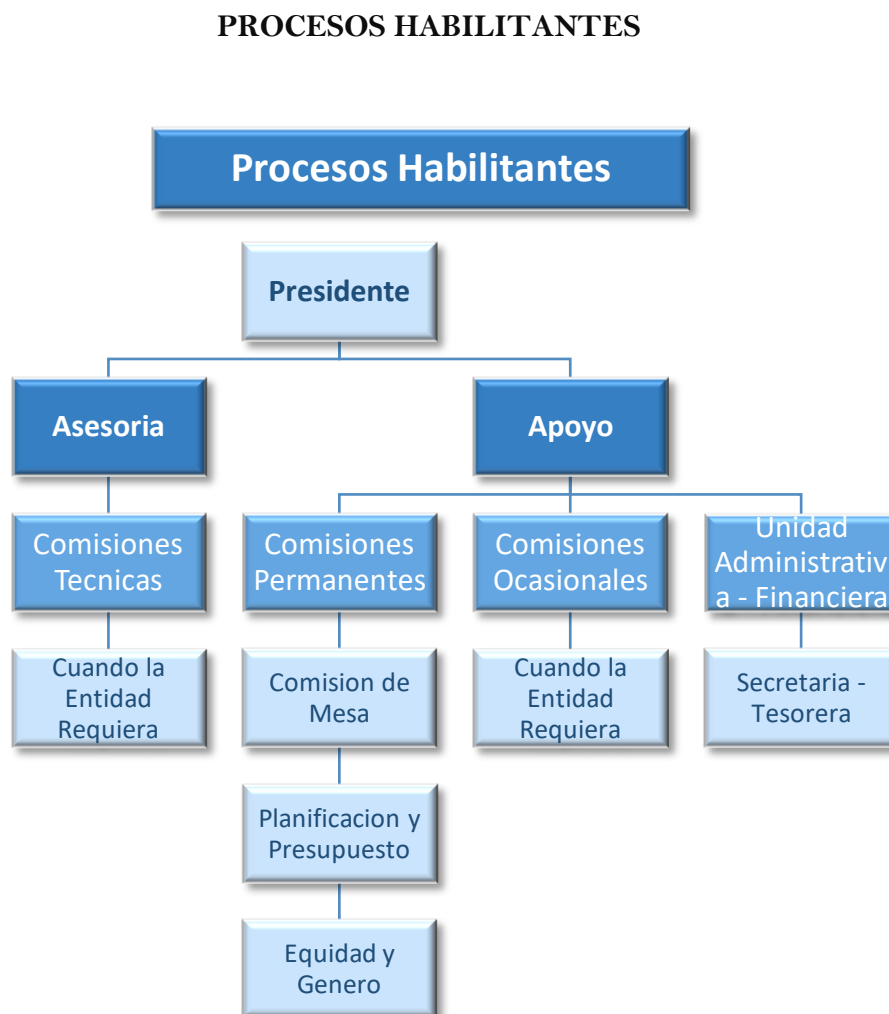 PROCESOS HABILITANTES
Procesos Habilitantes
Presidente
Asesoria
Apoyo
Comisiones
Tecnicas
Comisiones
Permanentes
Comisiones
Ocasionales
Unidad
Administrativ
a - Financiera
Cuando la
Entidad
Requiera
Comision de
Mesa
Cuando la
Entidad
Requiera
Secretaria -
Tesorera
Planificacion y
Presupuesto
Equidad y
Genero